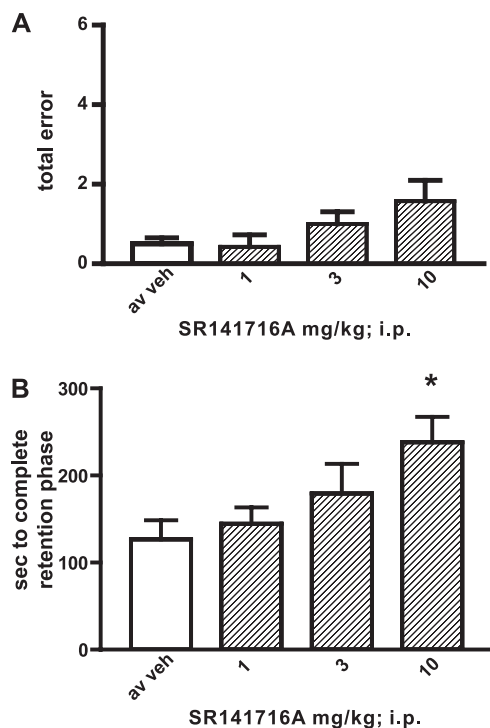 A
total error
6
4
2
0
av veh 1 3 10
SR141716A mg/kg; i.p.
B
sec to complete
retention phase
300
200
100
0
*
av veh 1 3 10
SR141716A mg/kg; i.p.